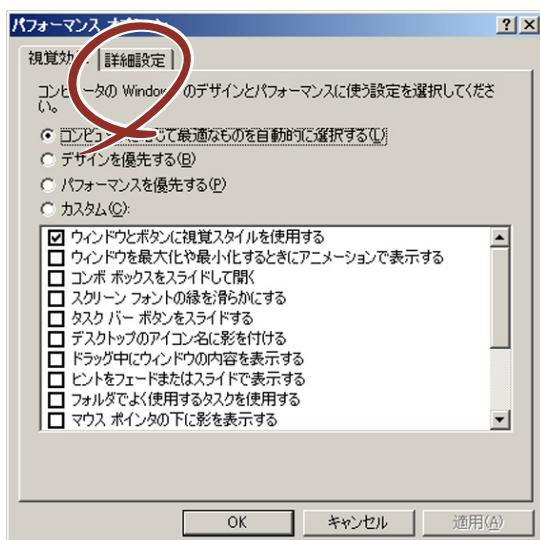 パフォーマンス
視覚効 詳細設定
コンピュータの Windows のデザインとパフォーマンスに使う設定を選択してくださ
い。
て最適なものを自動的に選択する(L)
デザインを優先する(B)
パフォーマンスを優先する(P)
カスタム(C):
ウィンドウとボタンに視覚スタイルを使用する
ウィンドウを最大化や最小化するときにアニメーションで表示する
コンボ ボックスをスライドして開く
スクリーン フォントの縁を滑らかにする
タスク バー ボタンをスライドする
デスクトップのアイコン名に影を付ける
ドラッグ中にウィンドウの内容を表示する
ヒントをフェードまたはスライドで表示する
フォルダでよく使用するタスクを使用する
マウス ポインタの下に影を表示する
OK キャンセル 適用(A)